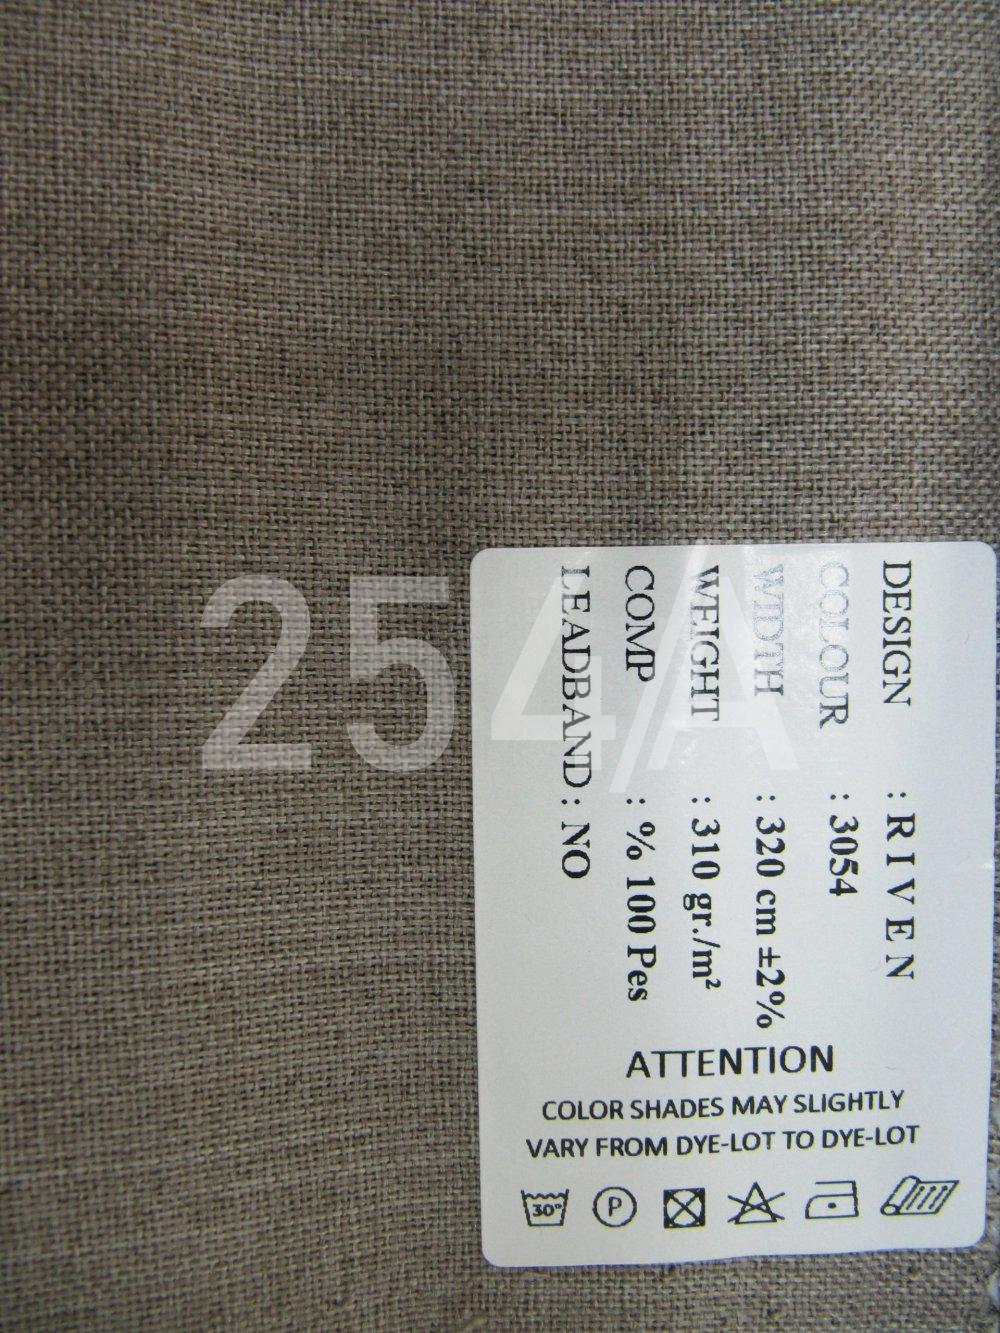 DESIGN : RIVEN
COLOUR : 3054
WIDTH : 320 cm ±2%
WEIGHT : 310 gr./m²
COMP : % 100 Pes
LEADBAND : NO
ATTENTION
COLOR SHADES MAY SLIGHTLY
VARY FROM DYE-LOT TO DYE-LOT
30°
P
254/A